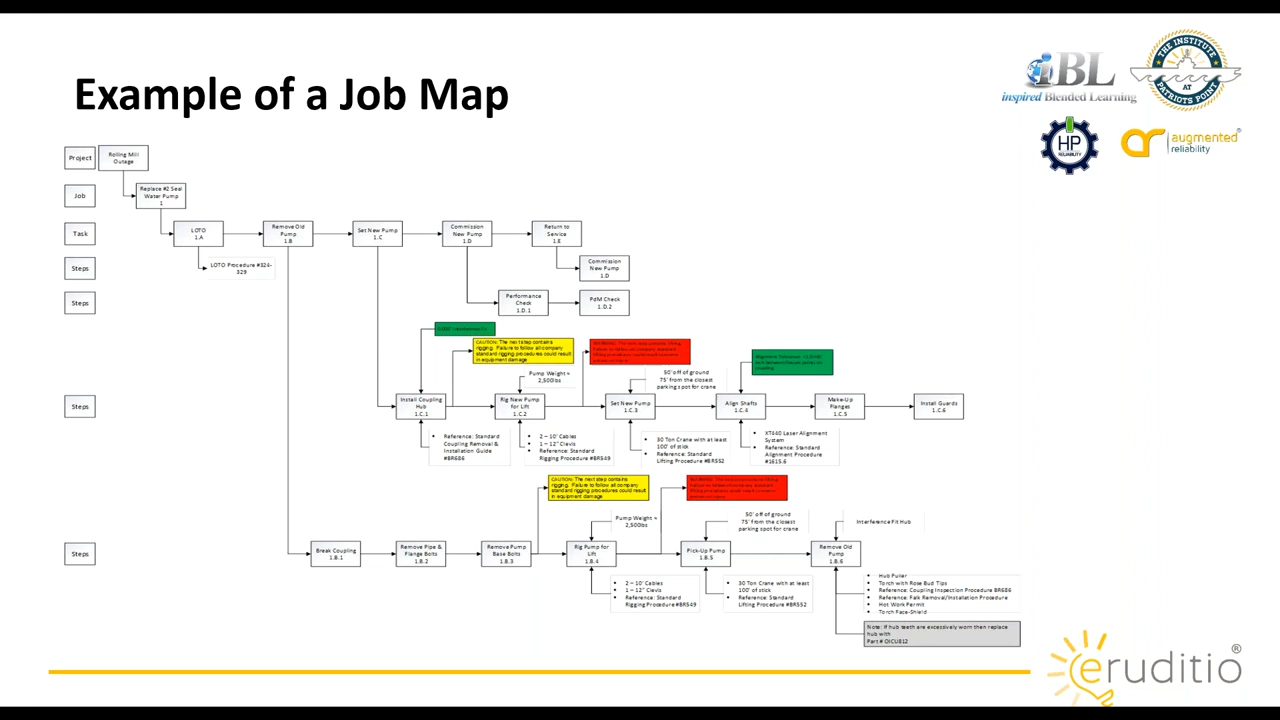 Example of a Job Map
iBL
inspired Blended Learning
THE INSTITUTE
AT
PATRIOTS POINT
HP
RELIABILITY
ar augmented®
reliability
Project
Rolling Mill
Outage
Job
Replace #2 Seal
Water Pump
1
Task
LOTO
1.A
Remove Old
Pump
1.B
Set New Pump
1.C
Commission
New Pump
1.D
Return to
Service
1.E
Steps
LOTO Procedure #324-
329
Commission
New Pump
1.D
Steps
Performance
Check
1.D.1
PdM Check
1.D.2
CAUTION: The next step contains
rigging. Failure to follow all company
standard rigging procedures could result
in equipment damage
Pump Weight ≈
2,500lbs
50' off of ground
75' from the closest
parking spot for crane
Steps
Install Coupling
Hub
1.C.1
Rig New Pump
for Lift
1.C.2
Set New Pump
1.C.3
Align Shafts
1.C.4
Make-Up
Flanges
1.C.5
Install Guards
1.C.6
• Reference: Standard
Coupling Removal &
Installation Guide
#BR686
• 2 – 10' Cables
• 1 – 12" Clevis
• Reference: Standard
Rigging Procedure #BR549
• 30 Ton Crane with at least
100' of stick
• Reference: Standard
Lifting Procedure #BR552
• XT440 Laser Alignment
System
• Reference: Standard
Alignment Procedure
#1615.6
CAUTION: The next step contains
rigging. Failure to follow all company
standard rigging procedures could result
in equipment damage
Pump Weight ≈
2,500lbs
50' off of ground
75' from the closest
parking spot for crane
Interference Fit Hub
Steps
Break Coupling
1.B.1
Remove Pipe &
Flange Bolts
1.B.2
Remove Pump
Base Bolts
1.B.3
Rig Pump for
Lift
1.B.4
Pick-Up Pump
1.B.5
Remove Old
Pump
1.B.6
• 2 – 10' Cables
• 1 – 12" Clevis
• Reference: Standard
Rigging Procedure #BR549
• 30 Ton Crane with at least
100' of stick
• Reference: Standard
Lifting Procedure #BR552
• Hub Puller
• Torch with Rose Bud Tips
• Reference: Coupling Inspection Procedure BR686
• Reference: Falk Removal/Installation Procedure
• Hot Work Permit
• Torch Face-Shield
Note: If hub teeth are excessively worn then replace
hub with
Part # OICU812
eruditio®